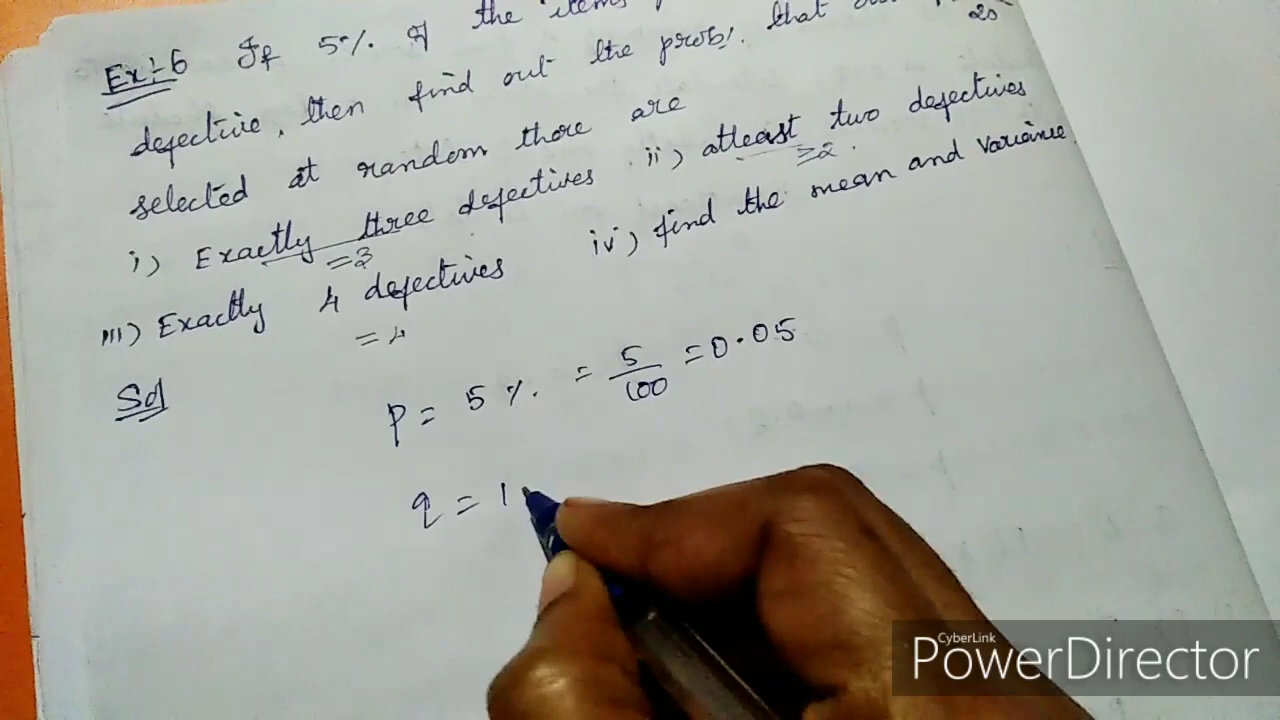 Ex:- 6 If 5% of the items
defective, then find out the prob. that
selected at random there are
i) Exactly three defectives ii) atleast two defectives
=3 ≥2
iii) Exactly 4 defectives iv) find the mean and variance
= 4
Sol
p = 5 % = 5/100 = 0.05
q = 1
CyberLink
PowerDirector